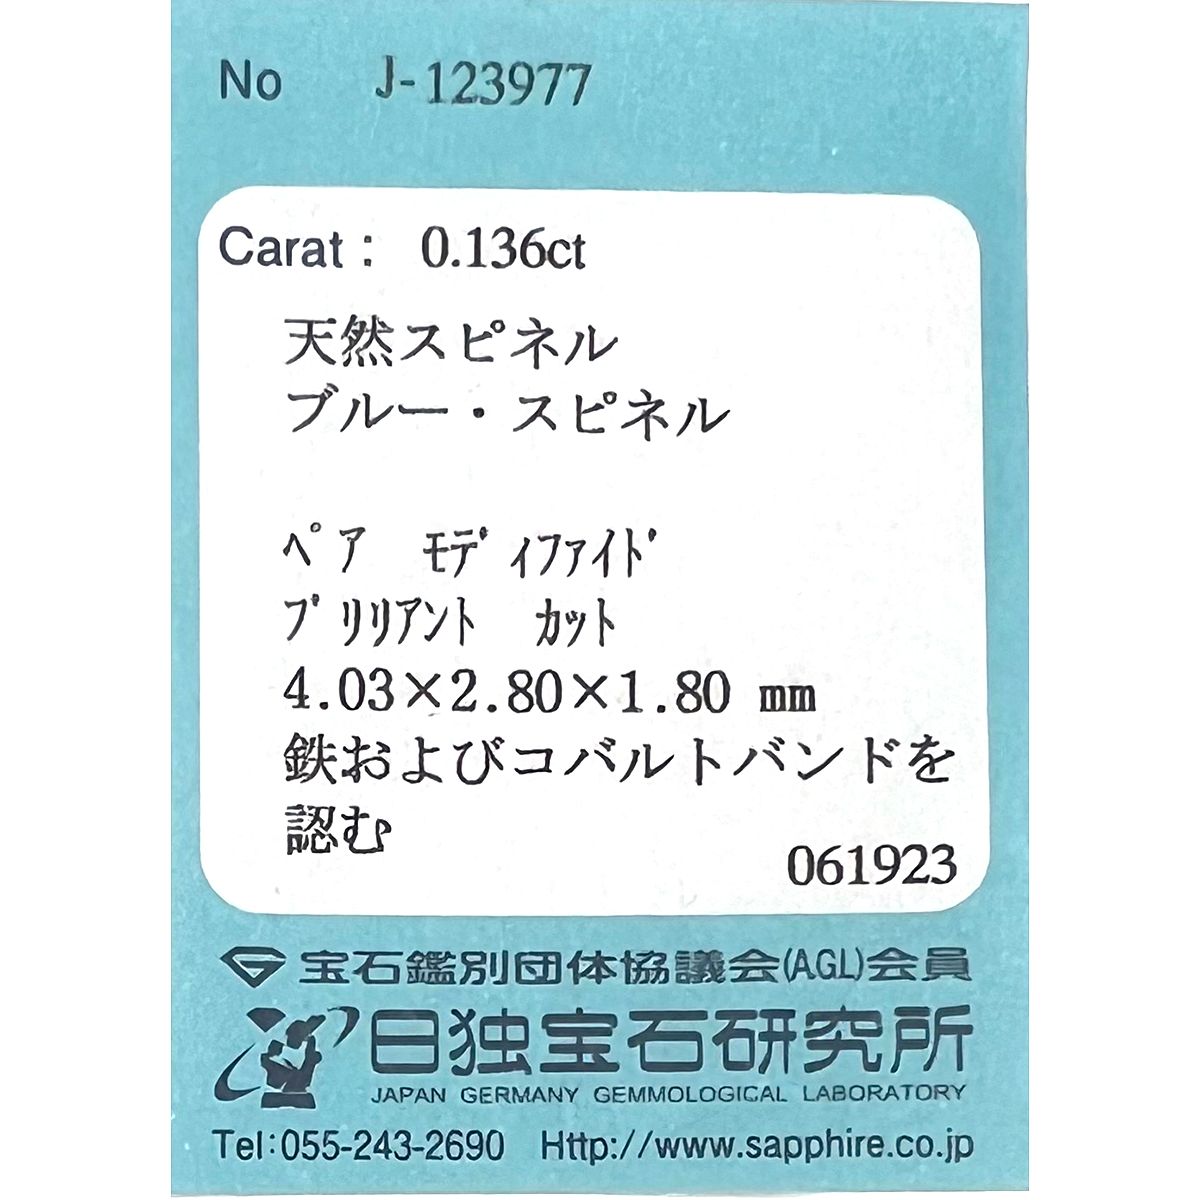 No J-123977
Carat: 0.136ct
天然スピネル
ブルー・スピネル
ﾍﾟｱ ﾓﾃﾞｨﾌｧｲﾄﾞ
ﾌﾞﾘﾘｱﾝﾄ ｶｯﾄ
4.03×2.80×1.80 mm
鉄およびコバルトバンドを
認む
061923
宝石鑑別団体協議会(AGL)会員
日独宝石研究所
JAPAN GERMANY GEMMOLOGICAL LABORATORY
Tel:055-243-2690 Http://www.sapphire.co.jp